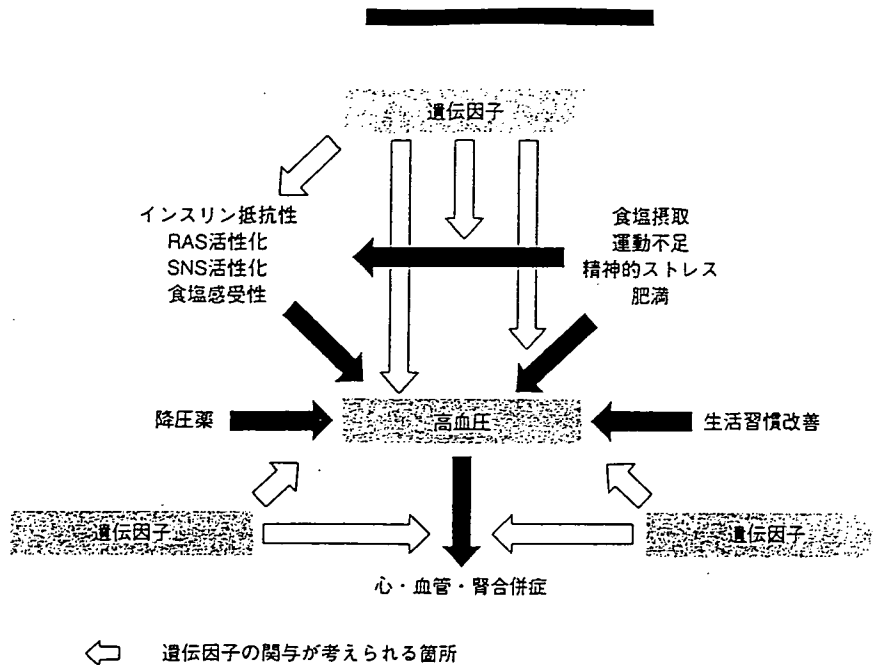 遺伝因子
インスリン抵抗性
RAS活性化
SNS活性化
食塩感受性
食塩摂取
運動不足
精神的ストレス
肥満
降圧薬
高血圧
生活習慣改善
遺伝因子
遺伝因子
心・血管・腎合併症
遺伝因子の関与が考えられる箇所